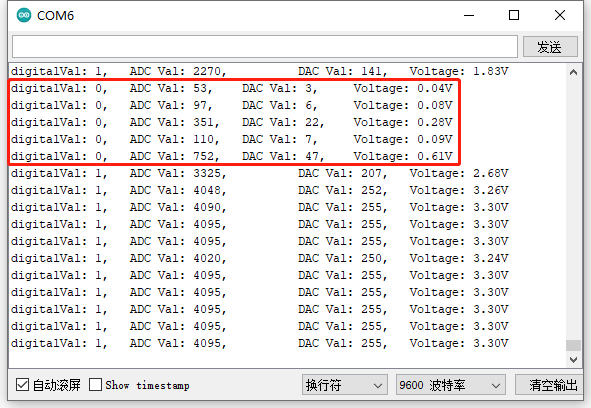 COM6
发送
digitalVal: 1, ADC Val: 2270, DAC Val: 141, Voltage: 1.83V
digitalVal: 0, ADC Val: 53, DAC Val: 3, Voltage: 0.04V
digitalVal: 0, ADC Val: 97, DAC Val: 6, Voltage: 0.08V
digitalVal: 0, ADC Val: 351, DAC Val: 22, Voltage: 0.28V
digitalVal: 0, ADC Val: 110, DAC Val: 7, Voltage: 0.09V
digitalVal: 0, ADC Val: 752, DAC Val: 47, Voltage: 0.61V
digitalVal: 1, ADC Val: 3325, DAC Val: 207, Voltage: 2.68V
digitalVal: 1, ADC Val: 4048, DAC Val: 252, Voltage: 3.26V
digitalVal: 1, ADC Val: 4090, DAC Val: 255, Voltage: 3.30V
digitalVal: 1, ADC Val: 4095, DAC Val: 255, Voltage: 3.30V
digitalVal: 1, ADC Val: 4095, DAC Val: 255, Voltage: 3.30V
digitalVal: 1, ADC Val: 4020, DAC Val: 250, Voltage: 3.24V
digitalVal: 1, ADC Val: 4095, DAC Val: 255, Voltage: 3.30V
digitalVal: 1, ADC Val: 4095, DAC Val: 255, Voltage: 3.30V
digitalVal: 1, ADC Val: 4095, DAC Val: 255, Voltage: 3.30V
digitalVal: 1, ADC Val: 4095, DAC Val: 255, Voltage: 3.30V
digitalVal: 1, ADC Val: 4095, DAC Val: 255, Voltage: 3.30V
自动滚屏 Show timestamp 换行符 9600 波特率 清空输出